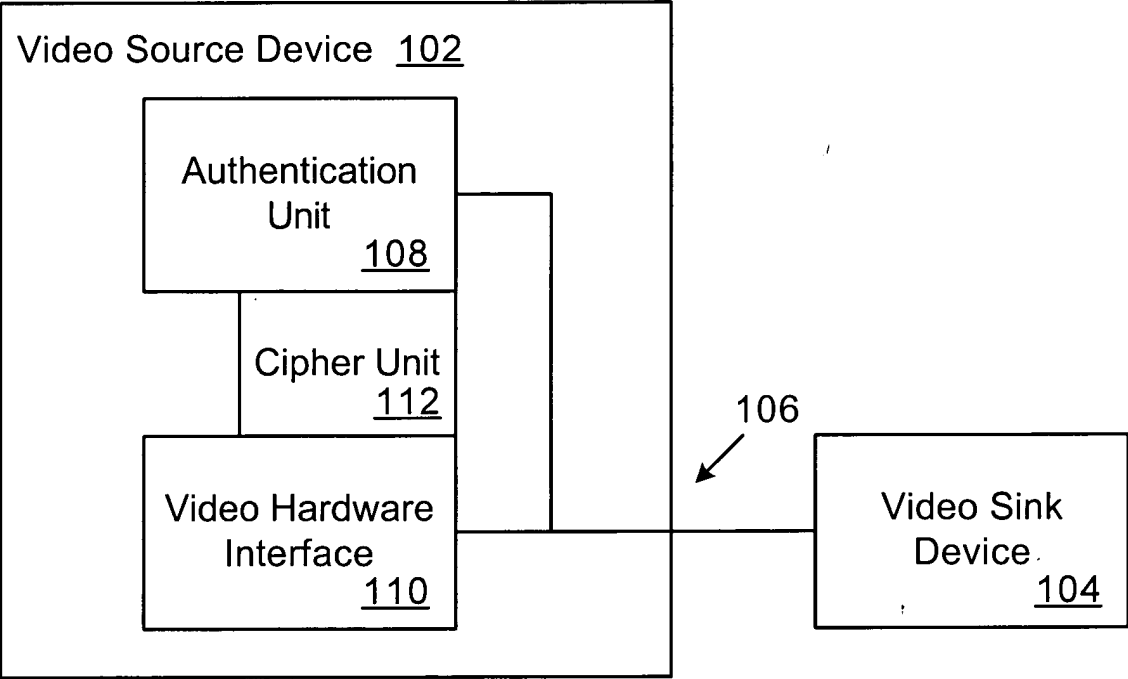 Video Source Device 102
Authentication
Unit
108
Cipher Unit
112
106
Video Hardware
Interface
110
Video Sink
Device
104